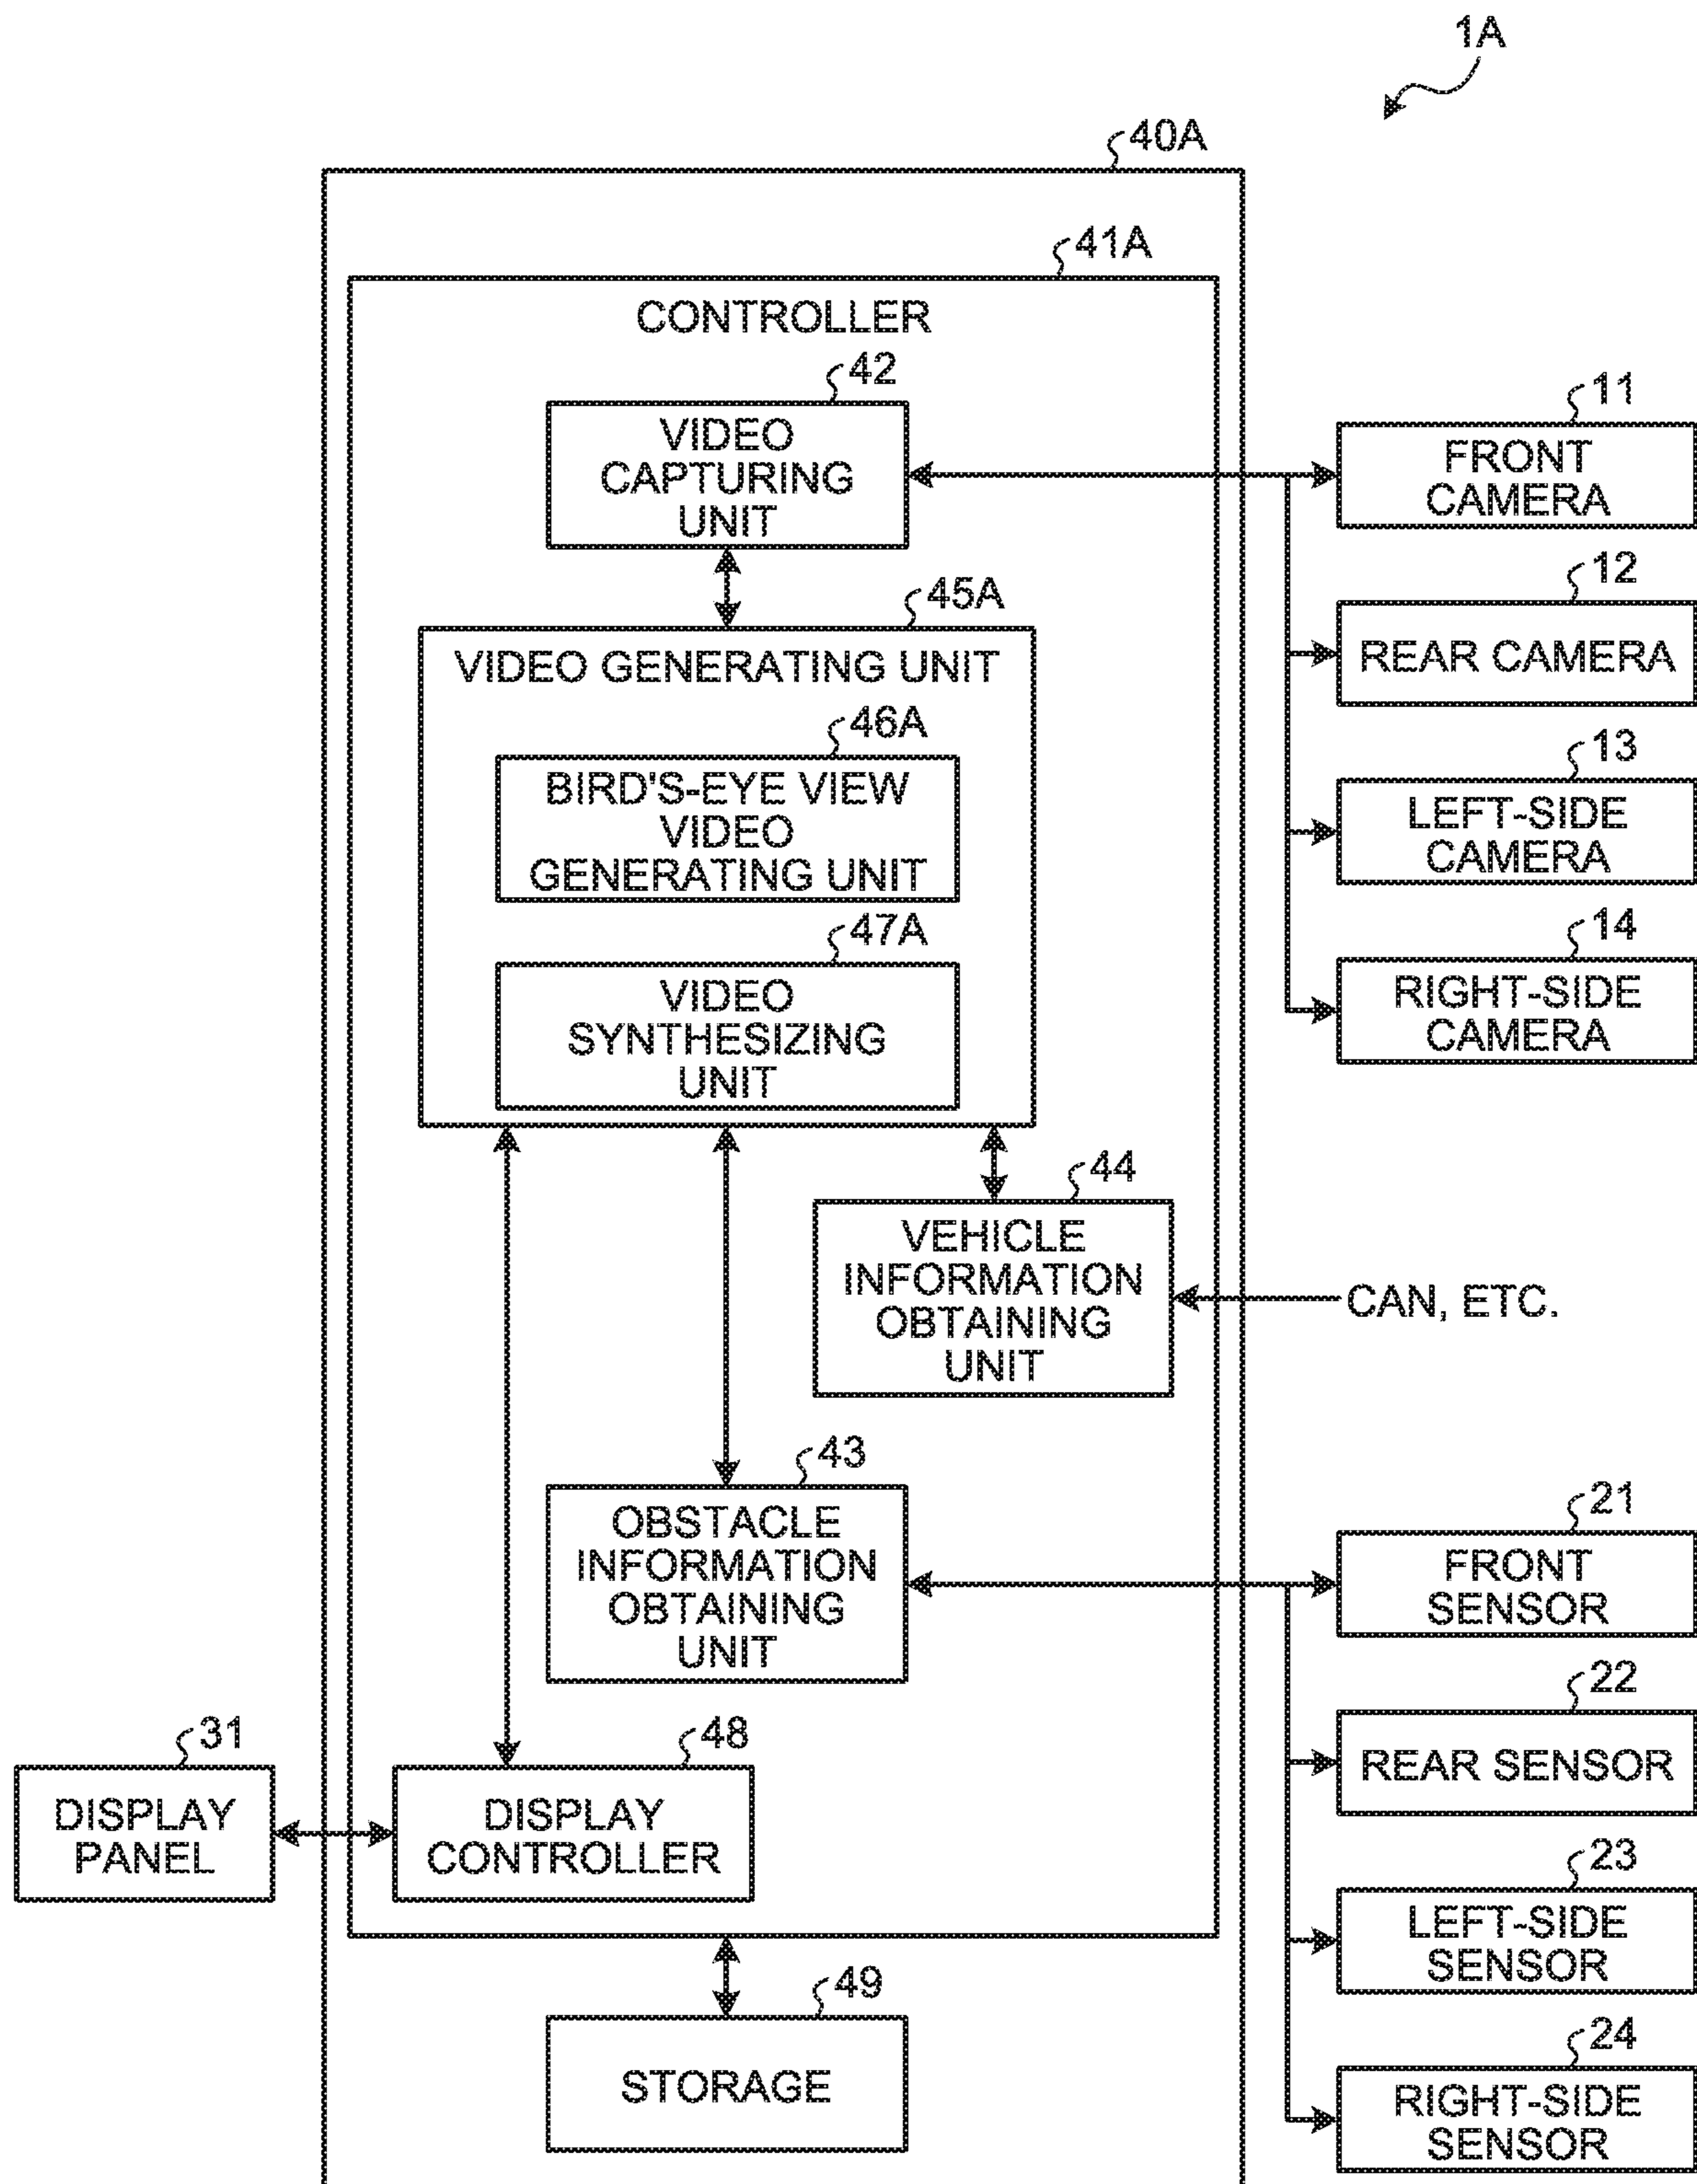 1A
40A
41A
CONTROLLER
42
VIDEO
CAPTURING
UNIT
11
FRONT
CAMERA
12
REAR CAMERA
13
LEFT-SIDE
CAMERA
14
RIGHT-SIDE
CAMERA
45A
VIDEO GENERATING UNIT
46A
BIRD'S-EYE VIEW
VIDEO
GENERATING UNIT
47A
VIDEO
SYNTHESIZING
UNIT
44
VEHICLE
INFORMATION
OBTAINING
UNIT
CAN, ETC.
43
OBSTACLE
INFORMATION
OBTAINING
UNIT
21
FRONT
SENSOR
22
REAR SENSOR
23
LEFT-SIDE
SENSOR
24
RIGHT-SIDE
SENSOR
31
DISPLAY
PANEL
48
DISPLAY
CONTROLLER
49
STORAGE